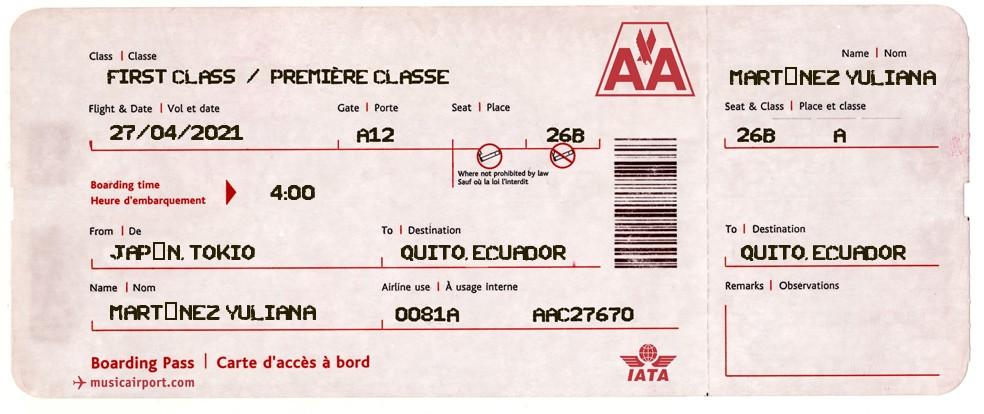 Class | Classe
FIRST CLASS / PREMIÈRE CLASSE
Flight & Date | Vol et date
Gate | Porte
Seat | Place
27/04/2021
A12
26B
Where not prohibited by law
Sauf où la loi l'interdit
Boarding time
Heure d'embarquement
4:00
From | De
To | Destination
JAP▯N, TOKIO
QUITO, ECUADOR
Name | Nom
Airline use | À usage interne
MART▯NEZ YULIANA
0081A
AAC27670
Boarding Pass | Carte d'accès à bord
musicairport.com
AA
IATA
Name | Nom
MART▯NEZ YULIANA
Seat & Class | Place et classe
26B
A
To | Destination
QUITO, ECUADOR
Remarks | Observations